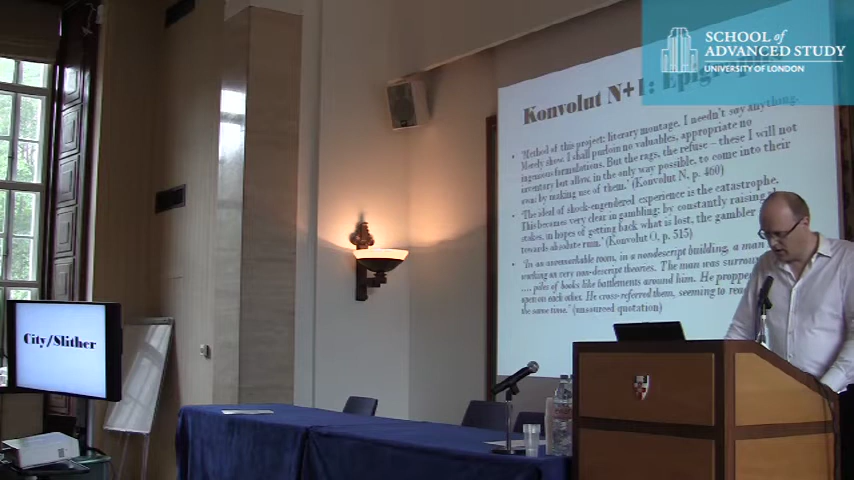 SCHOOL of
ADVANCED STUDY
UNIVERSITY OF LONDON
Konvolut N+1: Epigraphs
• 'Method of this project: literary montage. I needn't say anything.
Merely show. I shall purloin no valuables, appropriate no
ingenious formulations. But the rags, the refuse – these I will not
inventory but allow, in the only way possible, to come into their
own: by making use of them.' (Konvolut N, p. 460)
• 'The ideal of shock-engendered experience is the catastrophe.
This becomes very clear in gambling: by constantly raising
stakes, in hopes of getting back what is lost, the gambler
towards absolute ruin.' (Konvolut O, p. 515)
• 'In an unremarkable room, in a nondescript building, a man
working on very non-descript theories. The man was surrou
.... piles of books like battlements around him. He propped
open on each other. He cross-referred them, seeming to read
the same time.' (unsourced quotation)
City/Slither